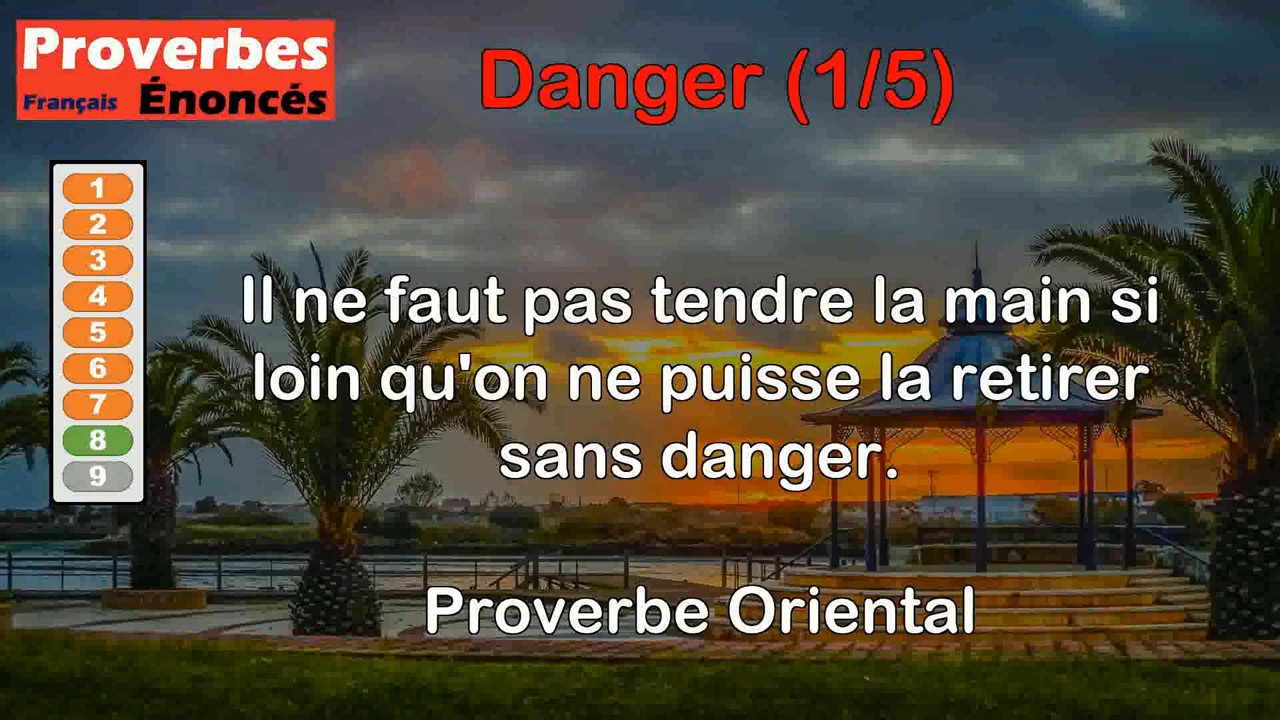 Proverbes
Français Énoncés
Danger (1/5)
1
2
3
4
5
6
7
8
9
Il ne faut pas tendre la main si
loin qu'on ne puisse la retirer
sans danger.
Proverbe Oriental